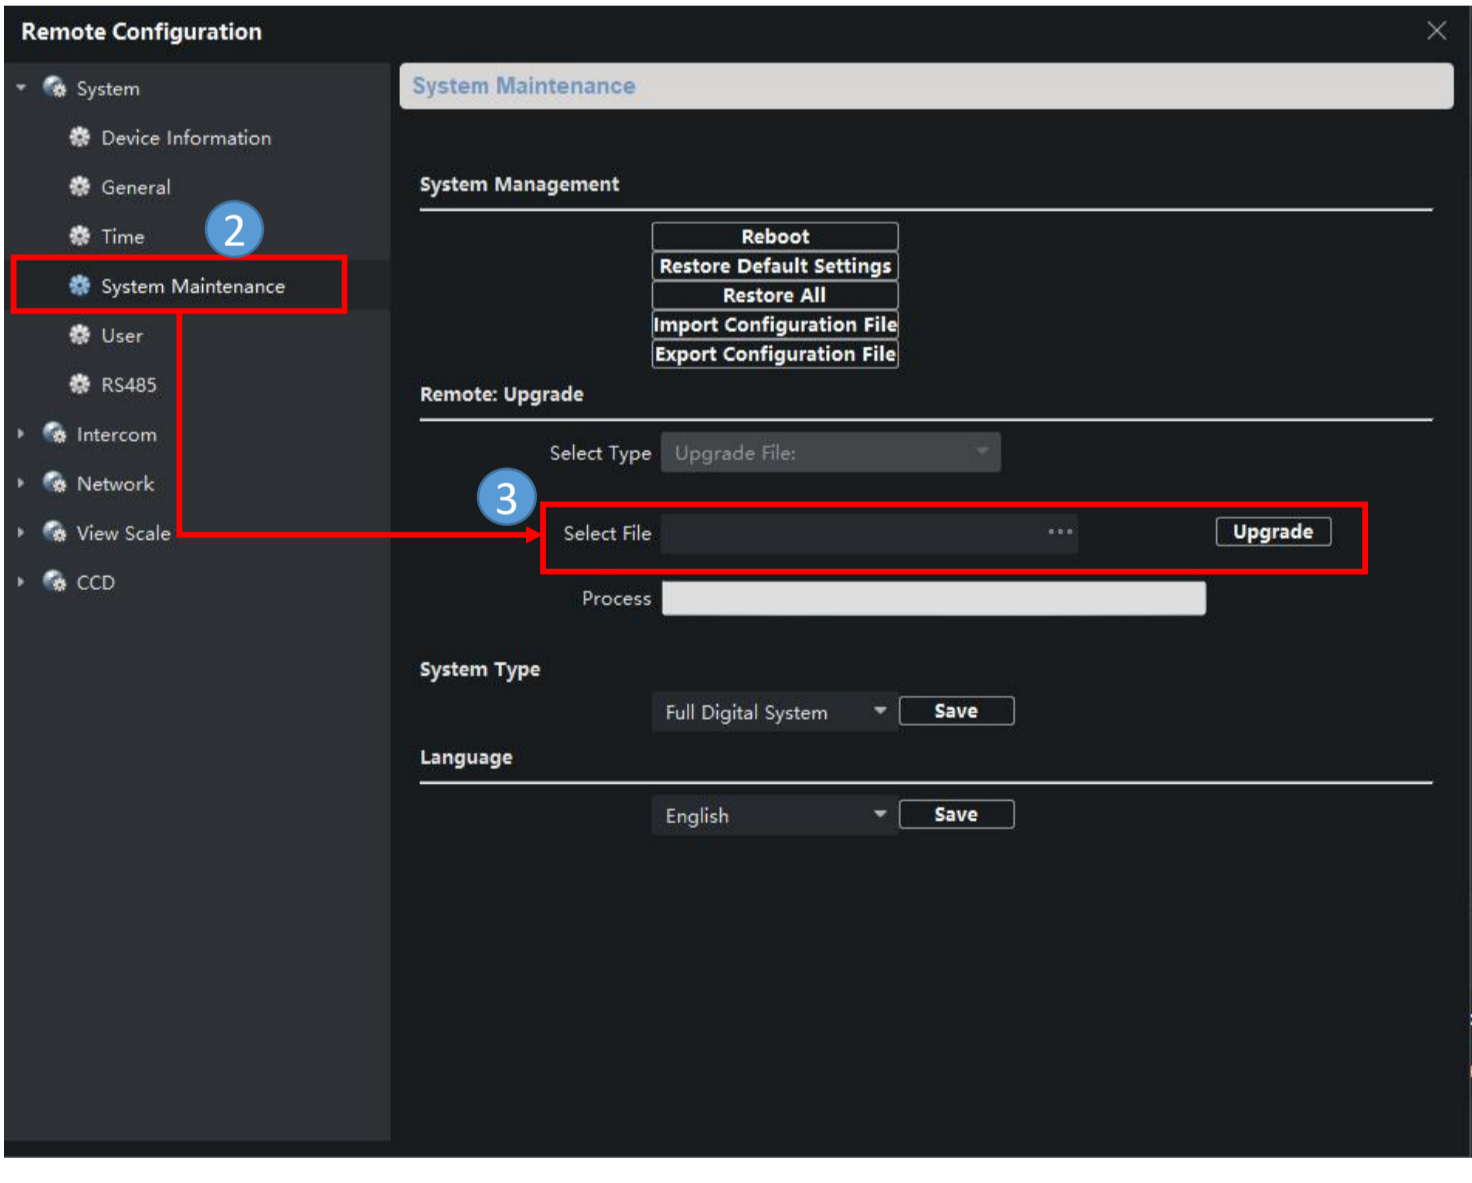 Remote Configuration
System
Device Information
General
Time
2
System Maintenance
User
RS485
Intercom
Network
View Scale
CCD
System Maintenance
System Management
Reboot
Restore Default Settings
Restore All
Import Configuration File
Export Configuration File
Remote: Upgrade
Select Type Upgrade File:
3
Select File Upgrade
Process
System Type
Full Digital System Save
Language
English Save